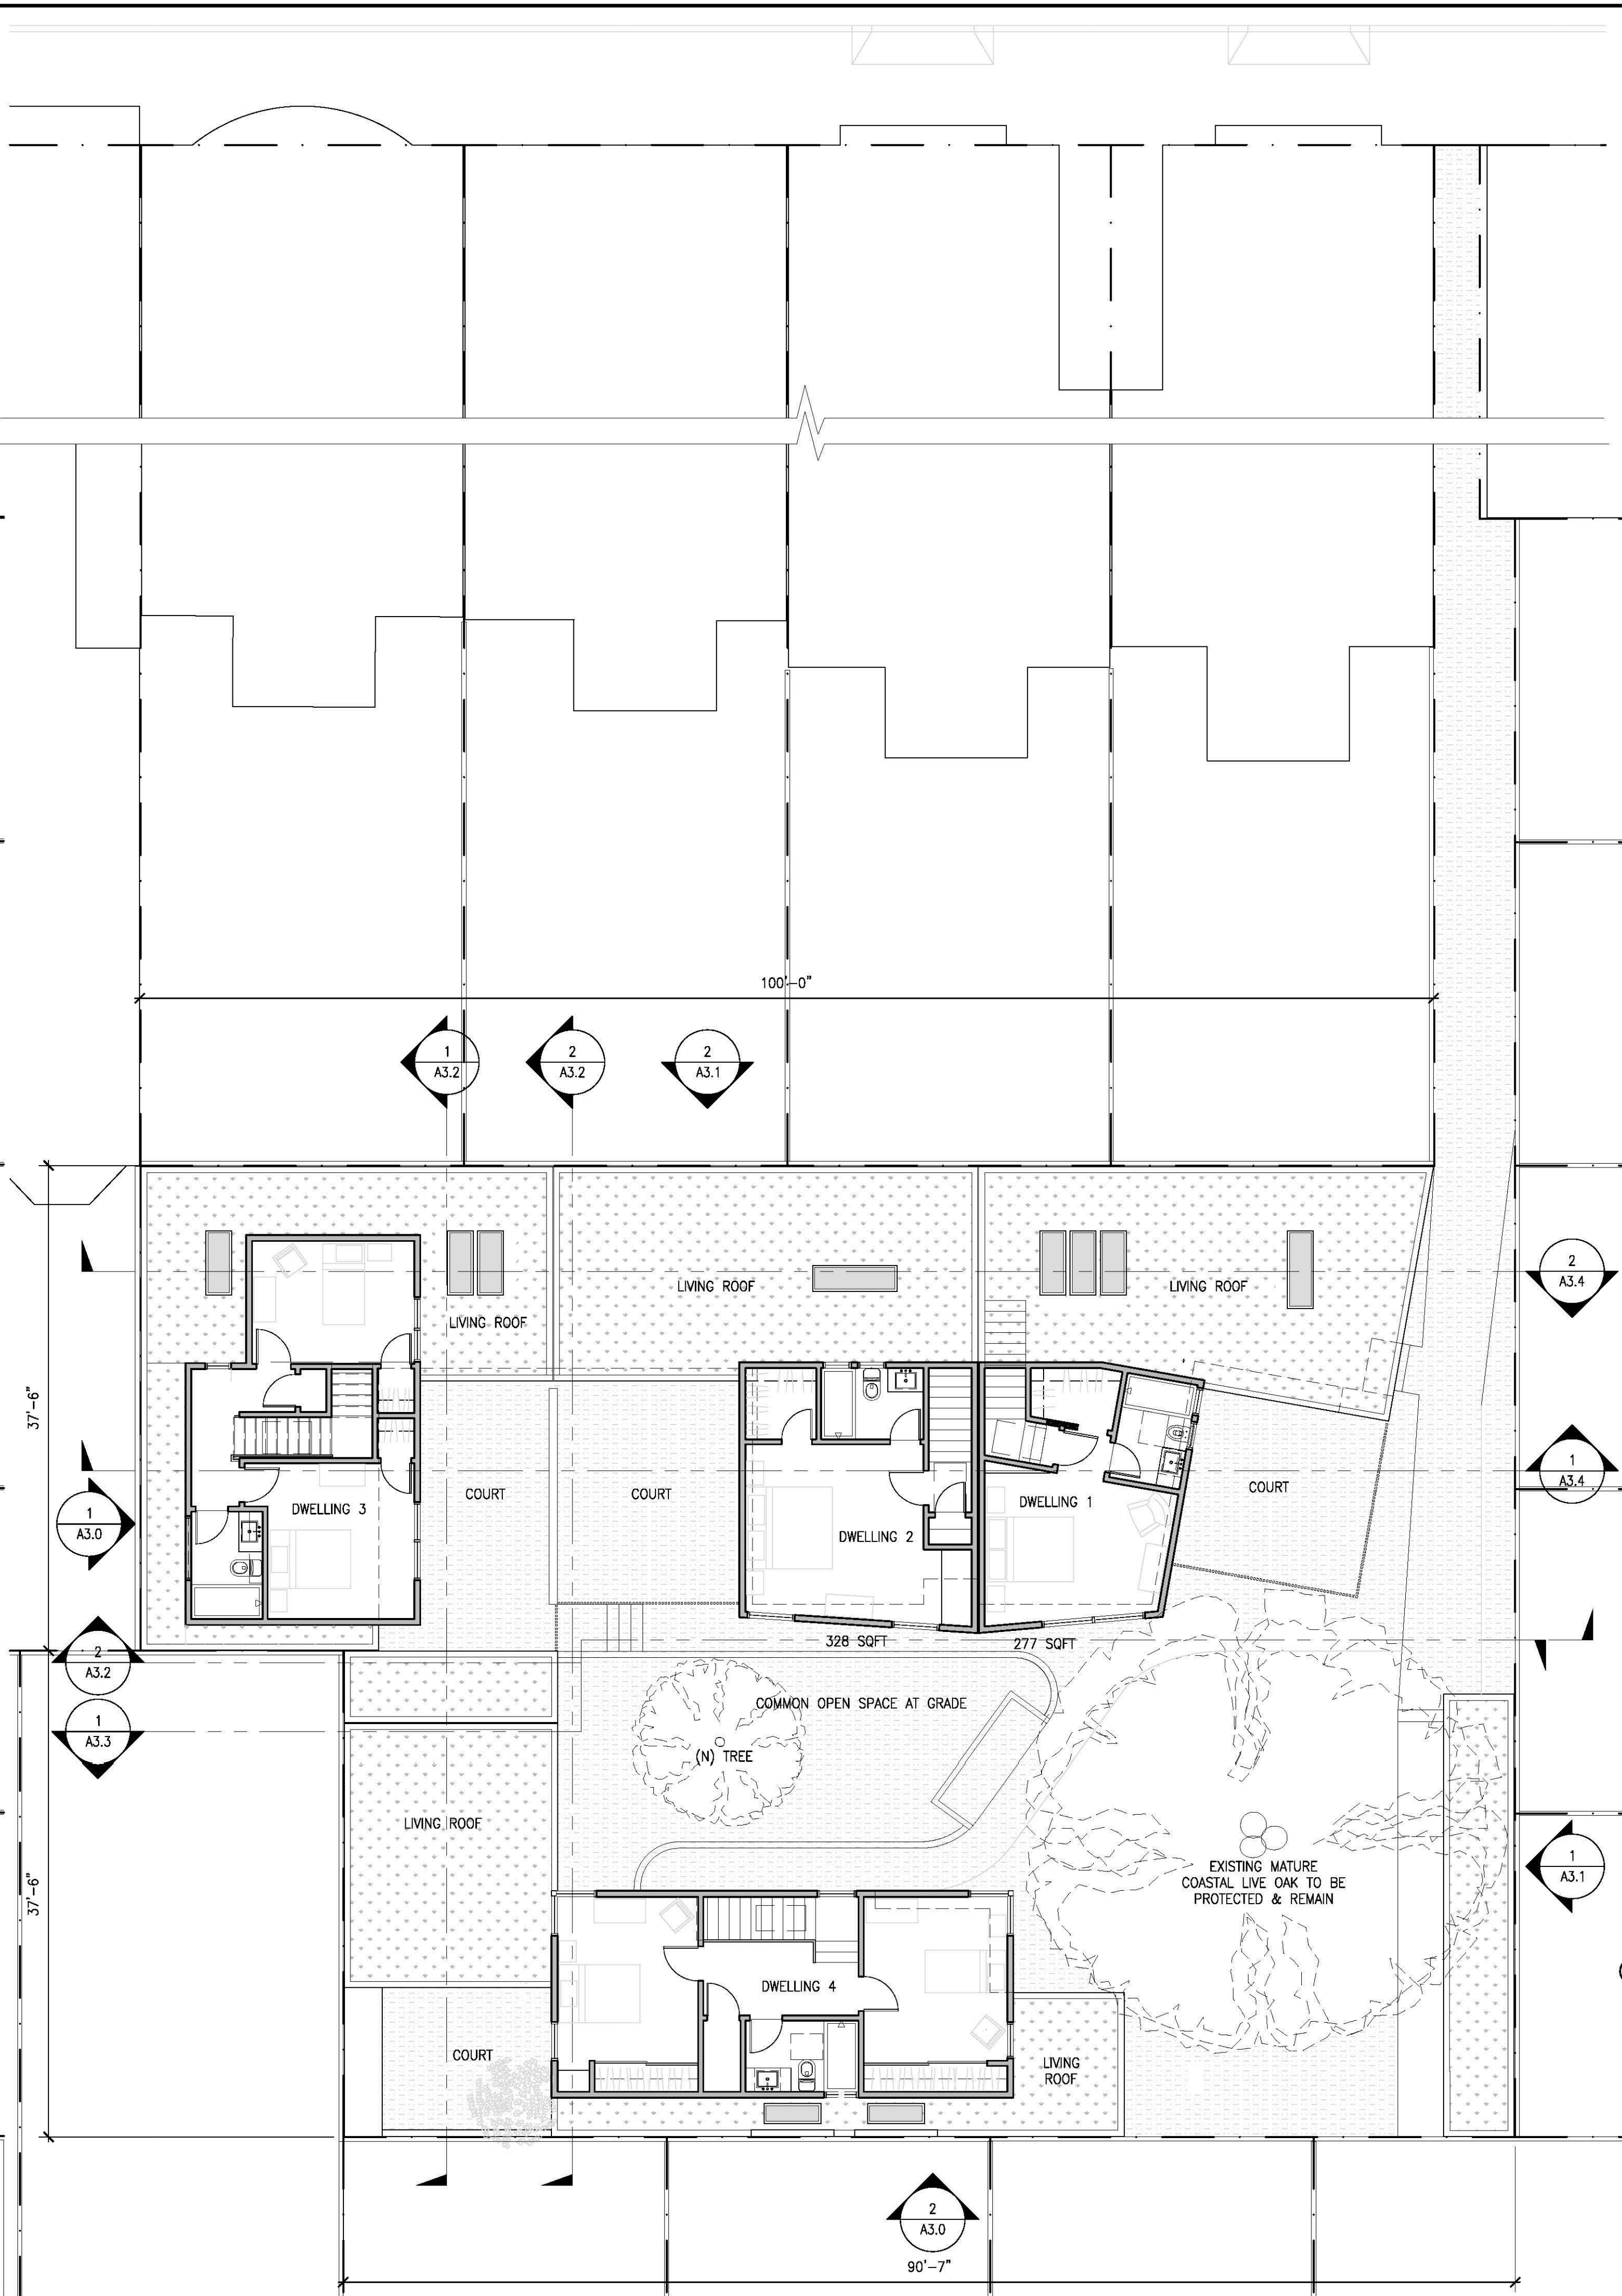 100'-0"
1
A3.2
2
A3.2
2
A3.1
2
A3.4
LIVING ROOF
LIVING ROOF
LIVING ROOF
37'-6"
1
A3.4
COURT
COURT
COURT
DWELLING 3
DWELLING 1
1
A3.0
DWELLING 2
328 SQFT
277 SQFT
2
A3.2
COMMON OPEN SPACE AT GRADE
1
A3.3
(N) TREE
LIVING ROOF
EXISTING MATURE
COASTAL LIVE OAK TO BE
PROTECTED & REMAIN
1
A3.1
37'-6"
DWELLING 4
COURT
LIVING
ROOF
2
A3.0
90'-7"